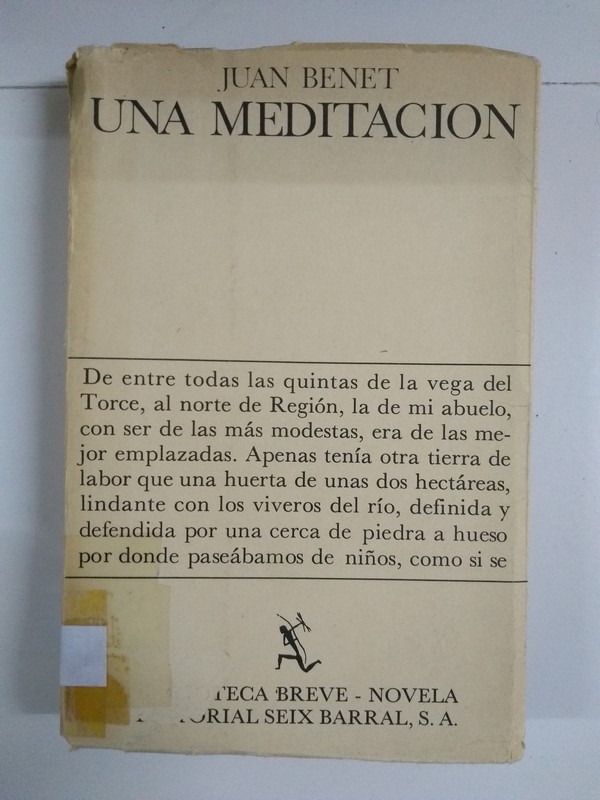 JUAN BENET
UNA MEDITACION
De entre todas las quintas de la vega del
Torce, al norte de Región, la de mi abuelo,
con ser de las más modestas, era de las me-
jor emplazadas. Apenas tenía otra tierra de
labor que una huerta de unas dos hectáreas,
lindante con los viveros del río, definida y
defendida por una cerca de piedra a hueso
por donde paseábamos de niños, como si se
TECA BREVE - NOVELA
ORIAL SEIX BARRAL, S. A.